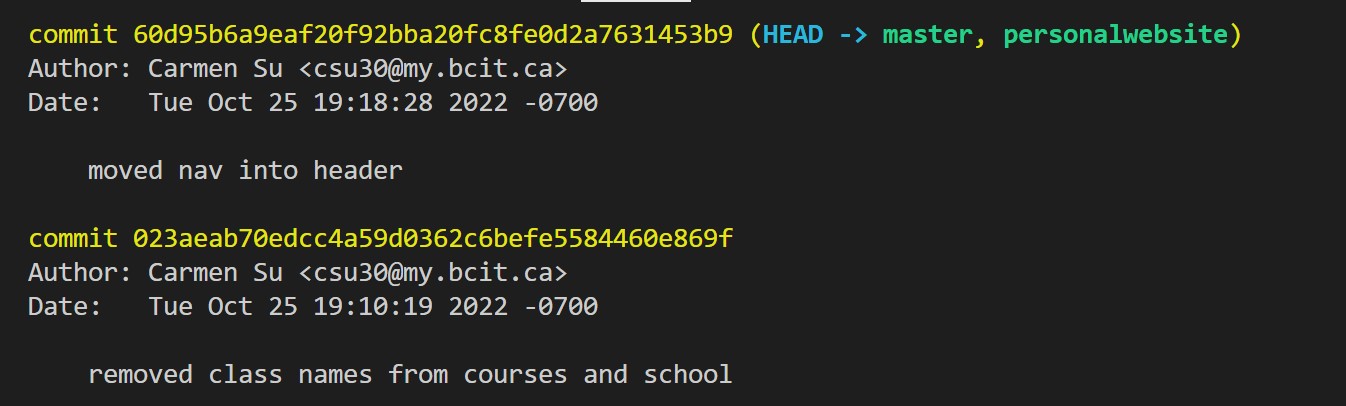 commit 60d95b6a9eaf20f92bba20fc8fe0d2a7631453b9 (HEAD -> master, personalwebsite)
Author: Carmen Su <csu30@my.bcit.ca>
Date:   Tue Oct 25 19:18:28 2022 -0700
moved nav into header
commit 023aeab70edcc4a59d0362c6befe5584460e869f
Author: Carmen Su <csu30@my.bcit.ca>
Date:   Tue Oct 25 19:10:19 2022 -0700
removed class names from courses and school